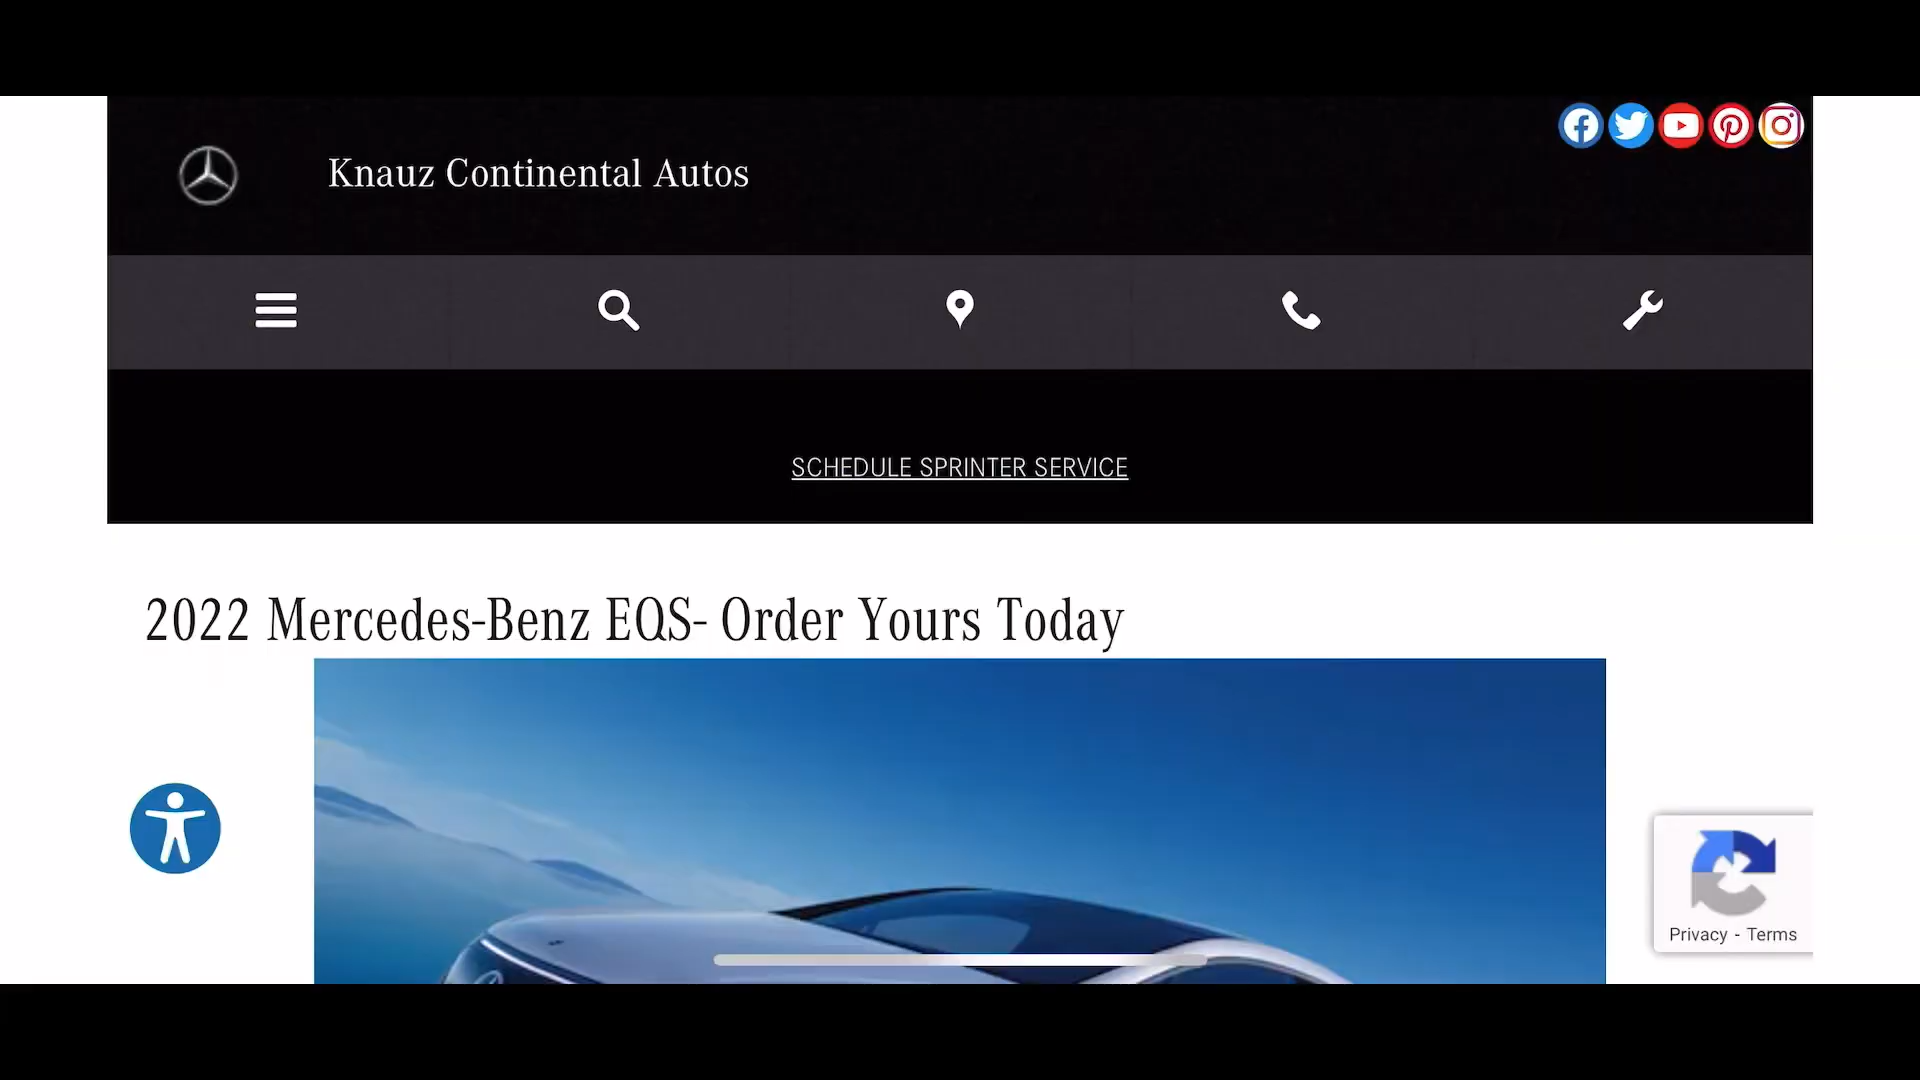 Knauz Continental Autos
SCHEDULE SPRINTER SERVICE
2022 Mercedes-Benz EQS- Order Yours Today
Privacy - Terms